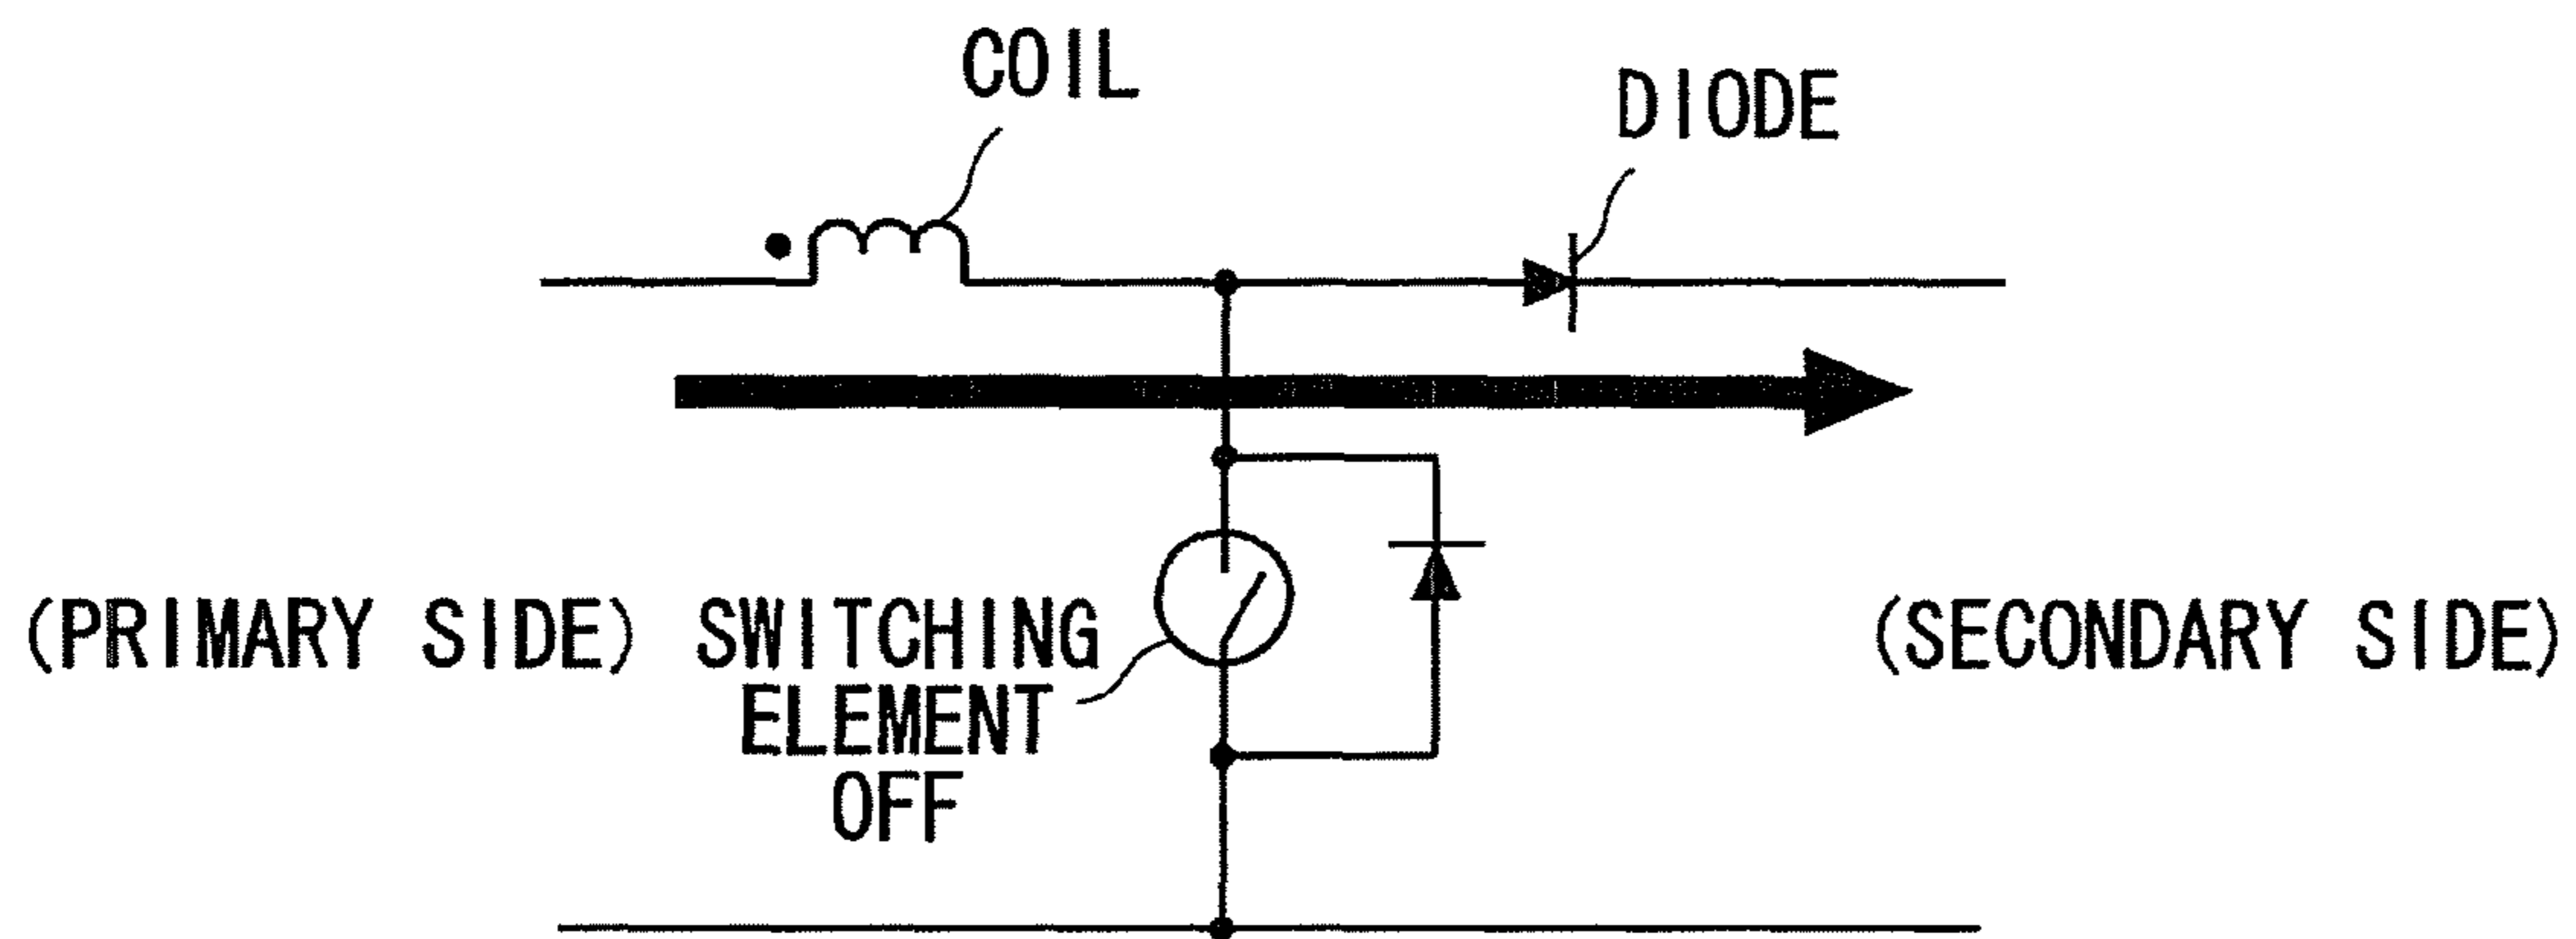 COIL
DIODE
(PRIMARY SIDE)
SWITCHING
ELEMENT
OFF
(SECONDARY SIDE)